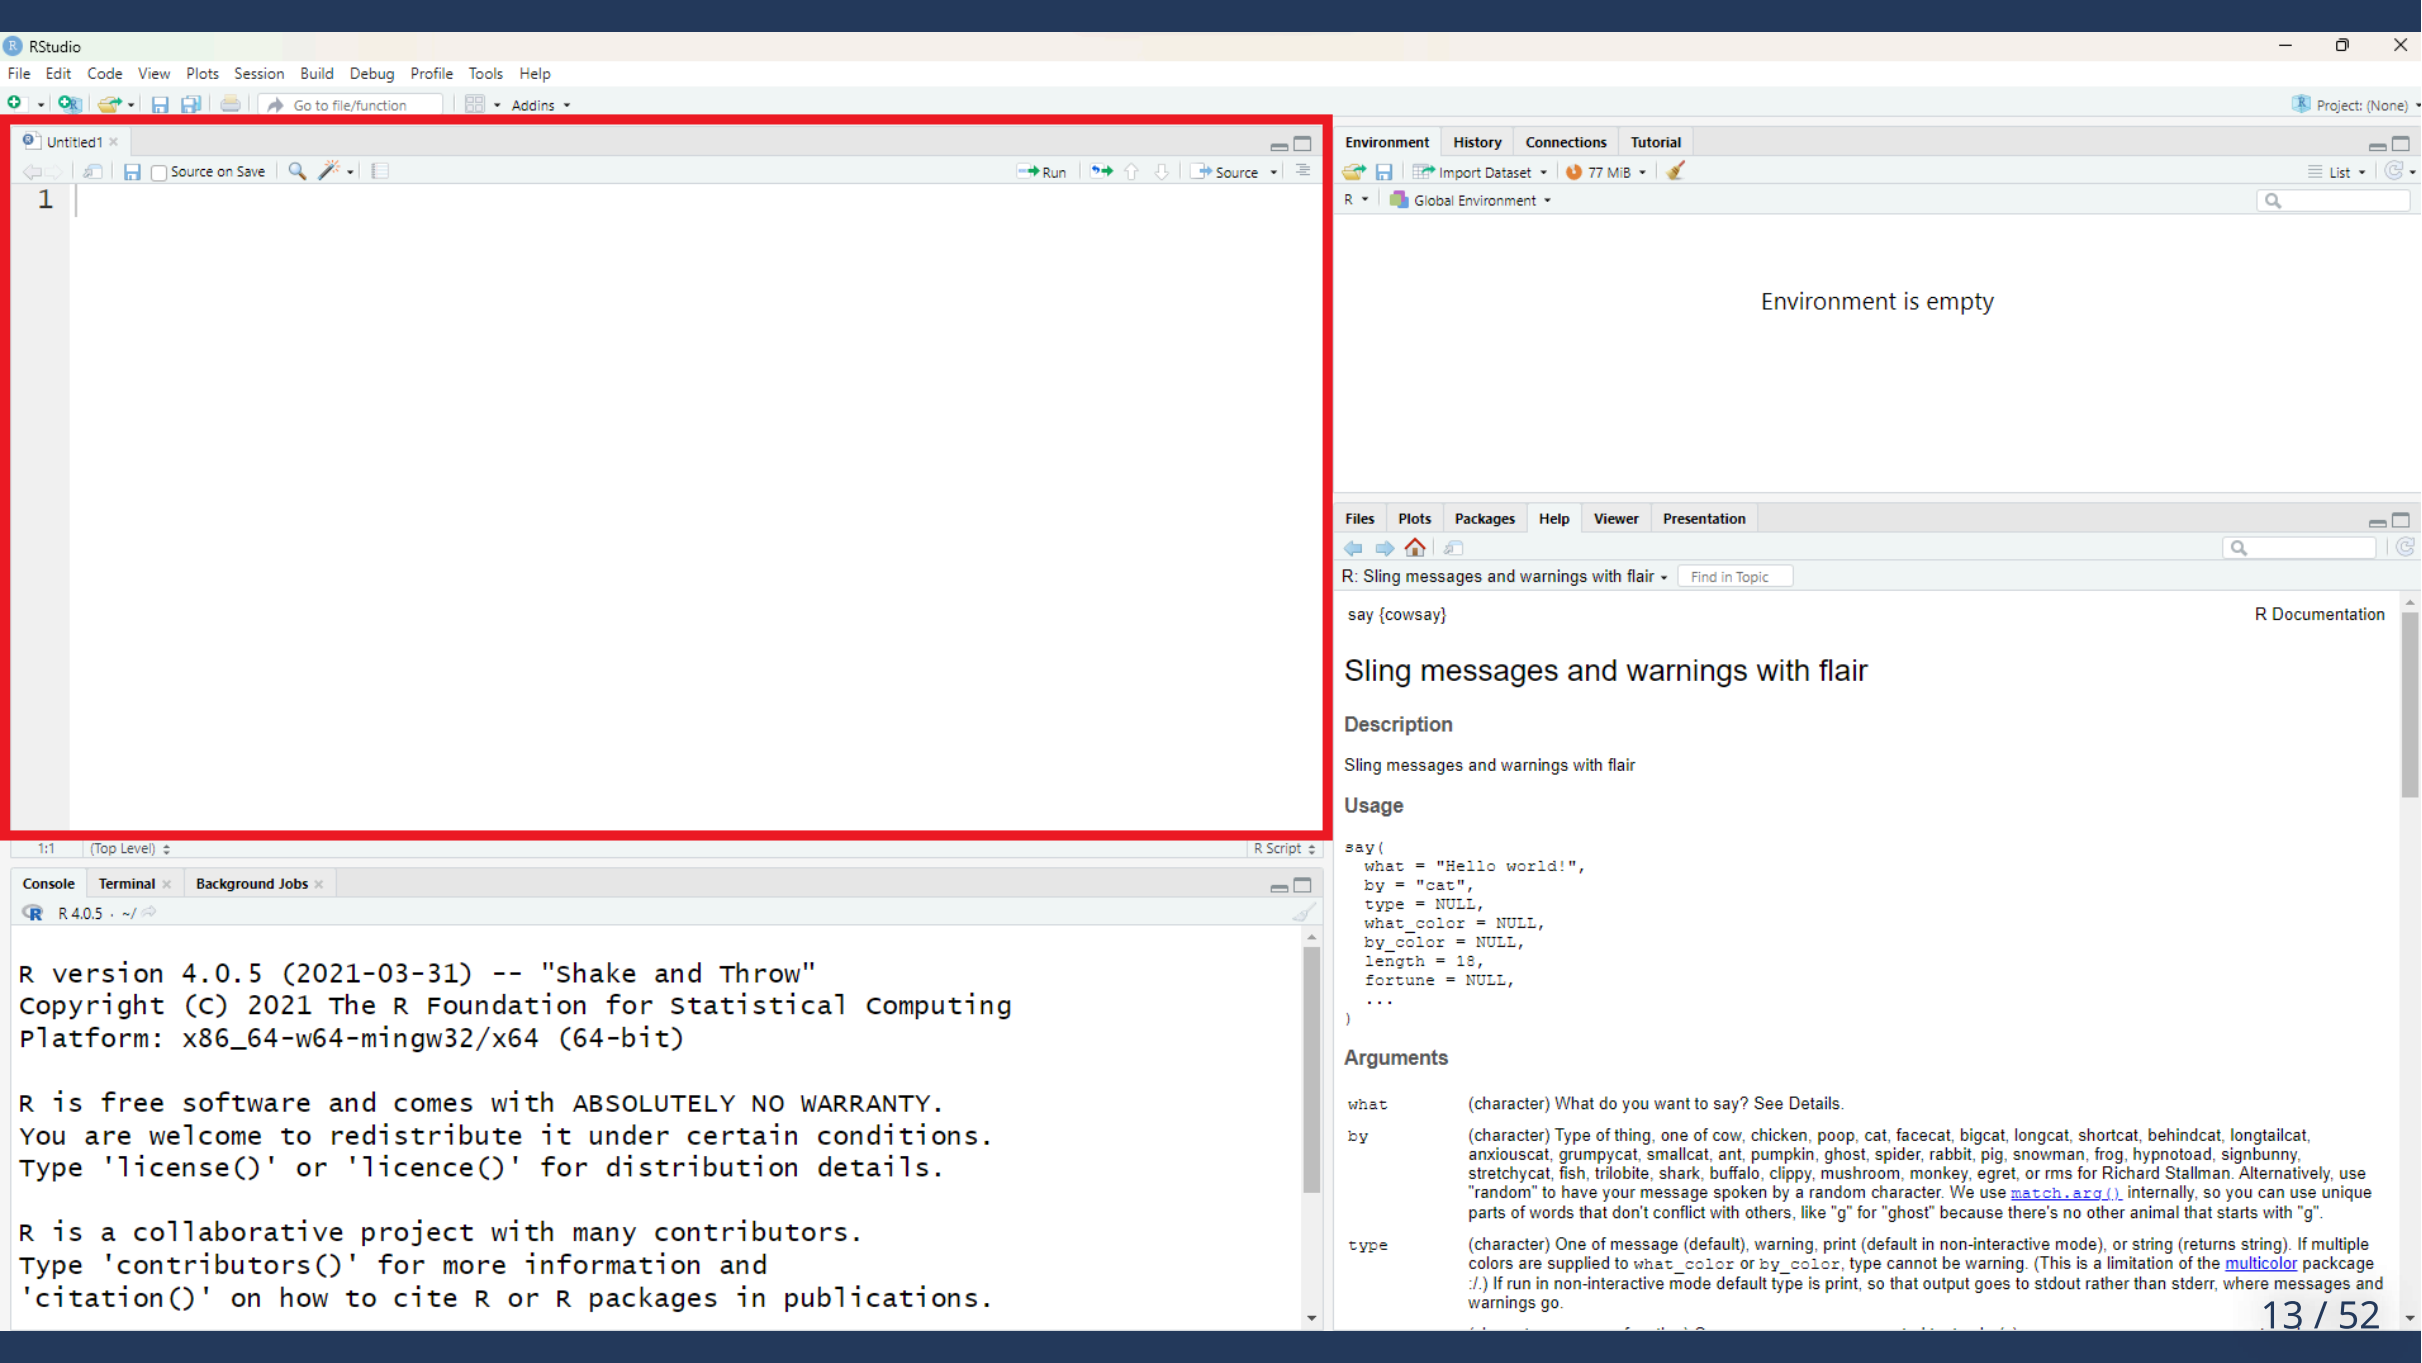 RStudio
File Edit Code View Plots Session Build Debug Profile Tools Help
Go to file/function Addins
Project: (None)
Untitled1
Source on Save Run Source
1
1:1 (Top Level) R Script
Console Terminal Background Jobs
R 4.0.5 · ~/
R version 4.0.5 (2021-03-31) -- "Shake and Throw"
Copyright (C) 2021 The R Foundation for Statistical Computing
Platform: x86_64-w64-mingw32/x64 (64-bit)
R is free software and comes with ABSOLUTELY NO WARRANTY.
You are welcome to redistribute it under certain conditions.
Type 'license()' or 'licence()' for distribution details.
R is a collaborative project with many contributors.
Type 'contributors()' for more information and
'citation()' on how to cite R or R packages in publications.
Environment History Connections Tutorial
Import Dataset 77 MiB List
R Global Environment
Environment is empty
Files Plots Packages Help Viewer Presentation
R: Sling messages and warnings with flair Find in Topic
say {cowsay} R Documentation
Sling messages and warnings with flair
Description
Sling messages and warnings with flair
Usage
say(
what = "Hello world!",
by = "cat",
type = NULL,
what_color = NULL,
by_color = NULL,
length = 18,
fortune = NULL,
...
)
Arguments
what (character) What do you want to say? See Details.
by (character) Type of thing, one of cow, chicken, poop, cat, facecat, bigcat, longcat, shortcat, behindcat, longtailcat,
anxiouscat, grumpycat, smallcat, ant, pumpkin, ghost, spider, rabbit, pig, snowman, frog, hypnotoad, signbunny,
stretchycat, fish, trilobite, shark, buffalo, clippy, mushroom, monkey, egret, or rms for Richard Stallman. Alternatively, use
"random" to have your message spoken by a random character. We use match.arg() internally, so you can use unique
parts of words that don't conflict with others, like "g" for "ghost" because there's no other animal that starts with "g".
type (character) One of message (default), warning, print (default in non-interactive mode), or string (returns string). If multiple
colors are supplied to what_color or by_color, type cannot be warning. (This is a limitation of the multicolor packcage
:/.) If run in non-interactive mode default type is print, so that output goes to stdout rather than stderr, where messages and
warnings go.
13 / 52